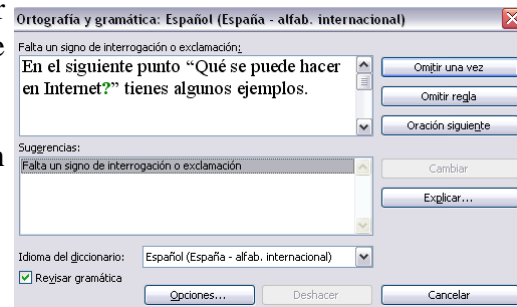 r
e
n
Ortografía y gramática: Español (España - alfab. internacional)
Falta un signo de interrogación o exclamación:
En el siguiente punto “Qué se puede hacer
en Internet?” tienes algunos ejemplos.
Omitir una vez
Omitir regla
Oración siguiente
Sugerencias:
Falta un signo de interrogación o exclamación
Cambiar
Explicar...
Idioma del diccionario: Español (España - alfab. internacional)
Revisar gramática
Opciones... Deshacer Cancelar